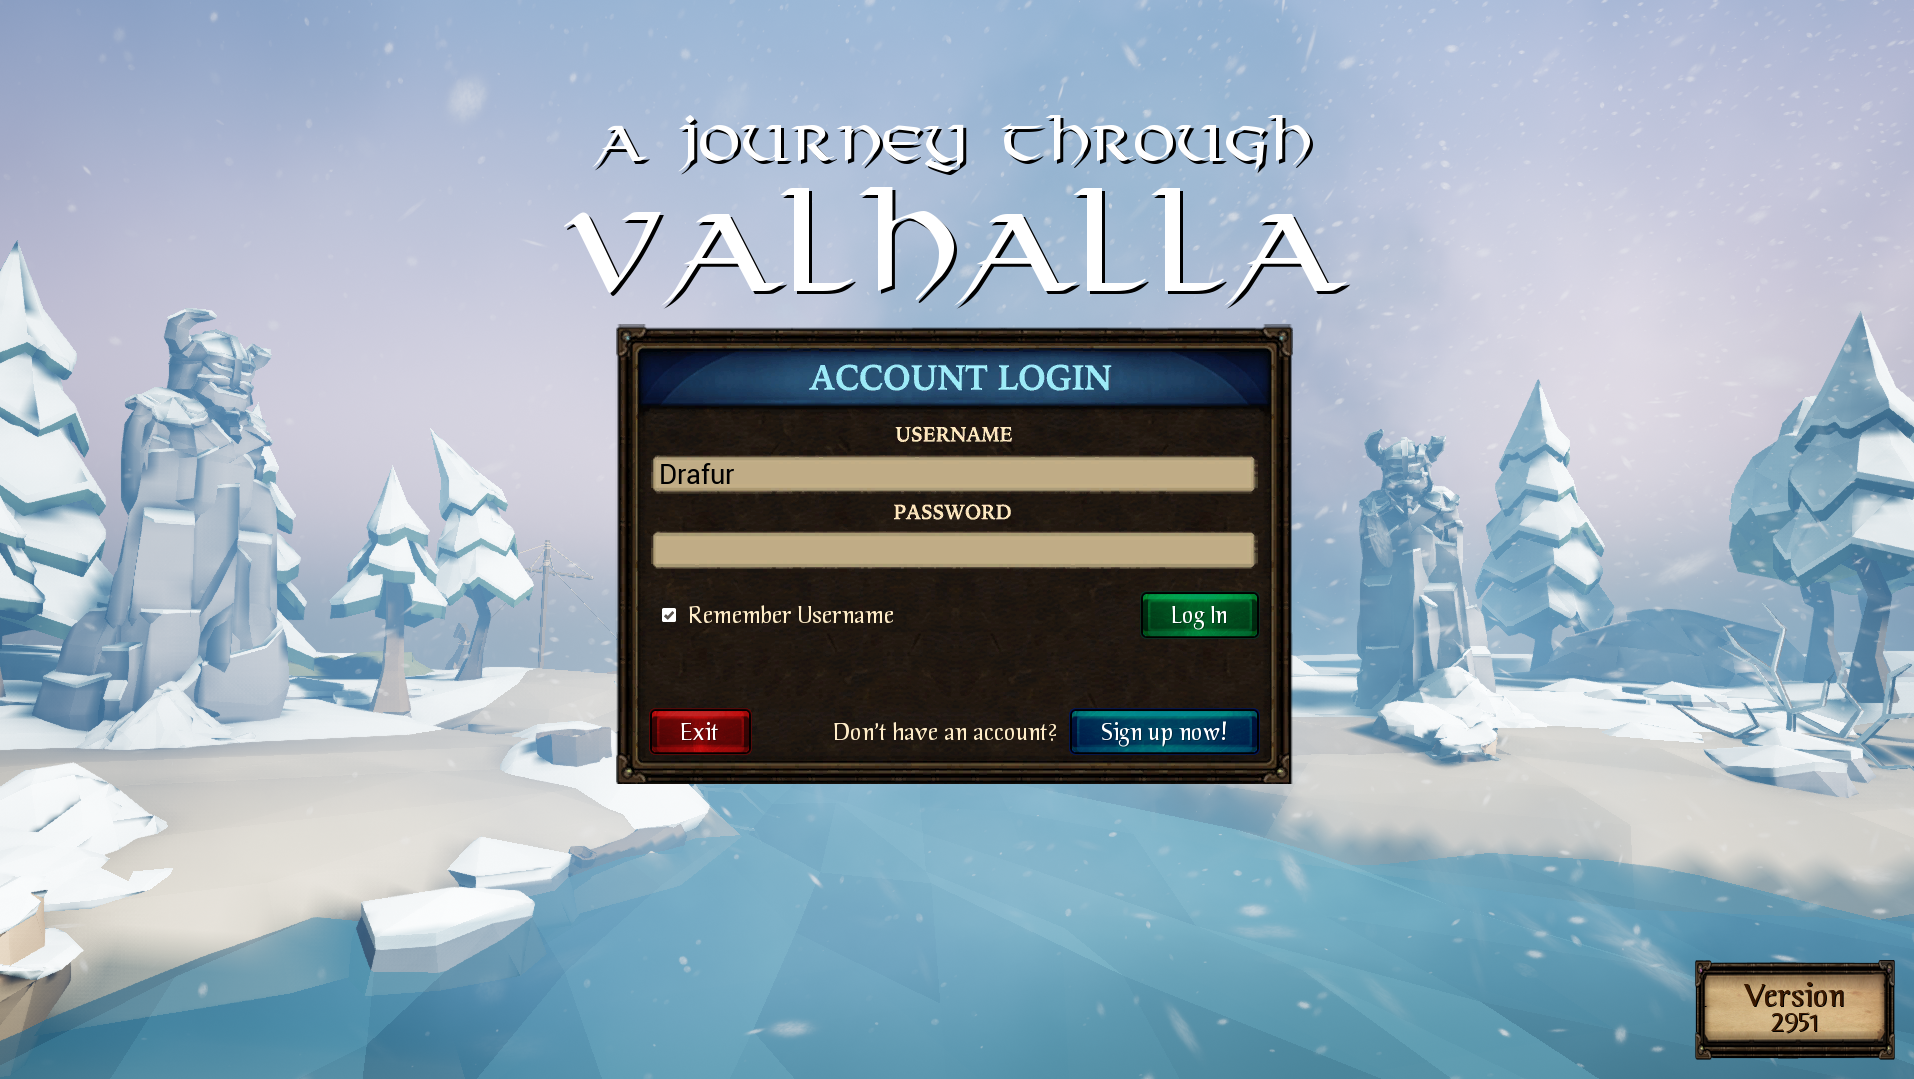 A JOURNEY THROUGH
VALHALLA
ACCOUNT LOGIN
USERNAME
Drafur
PASSWORD
Remember Username
Log In
Exit
Don't have an account?
Sign up now!
Version
2951